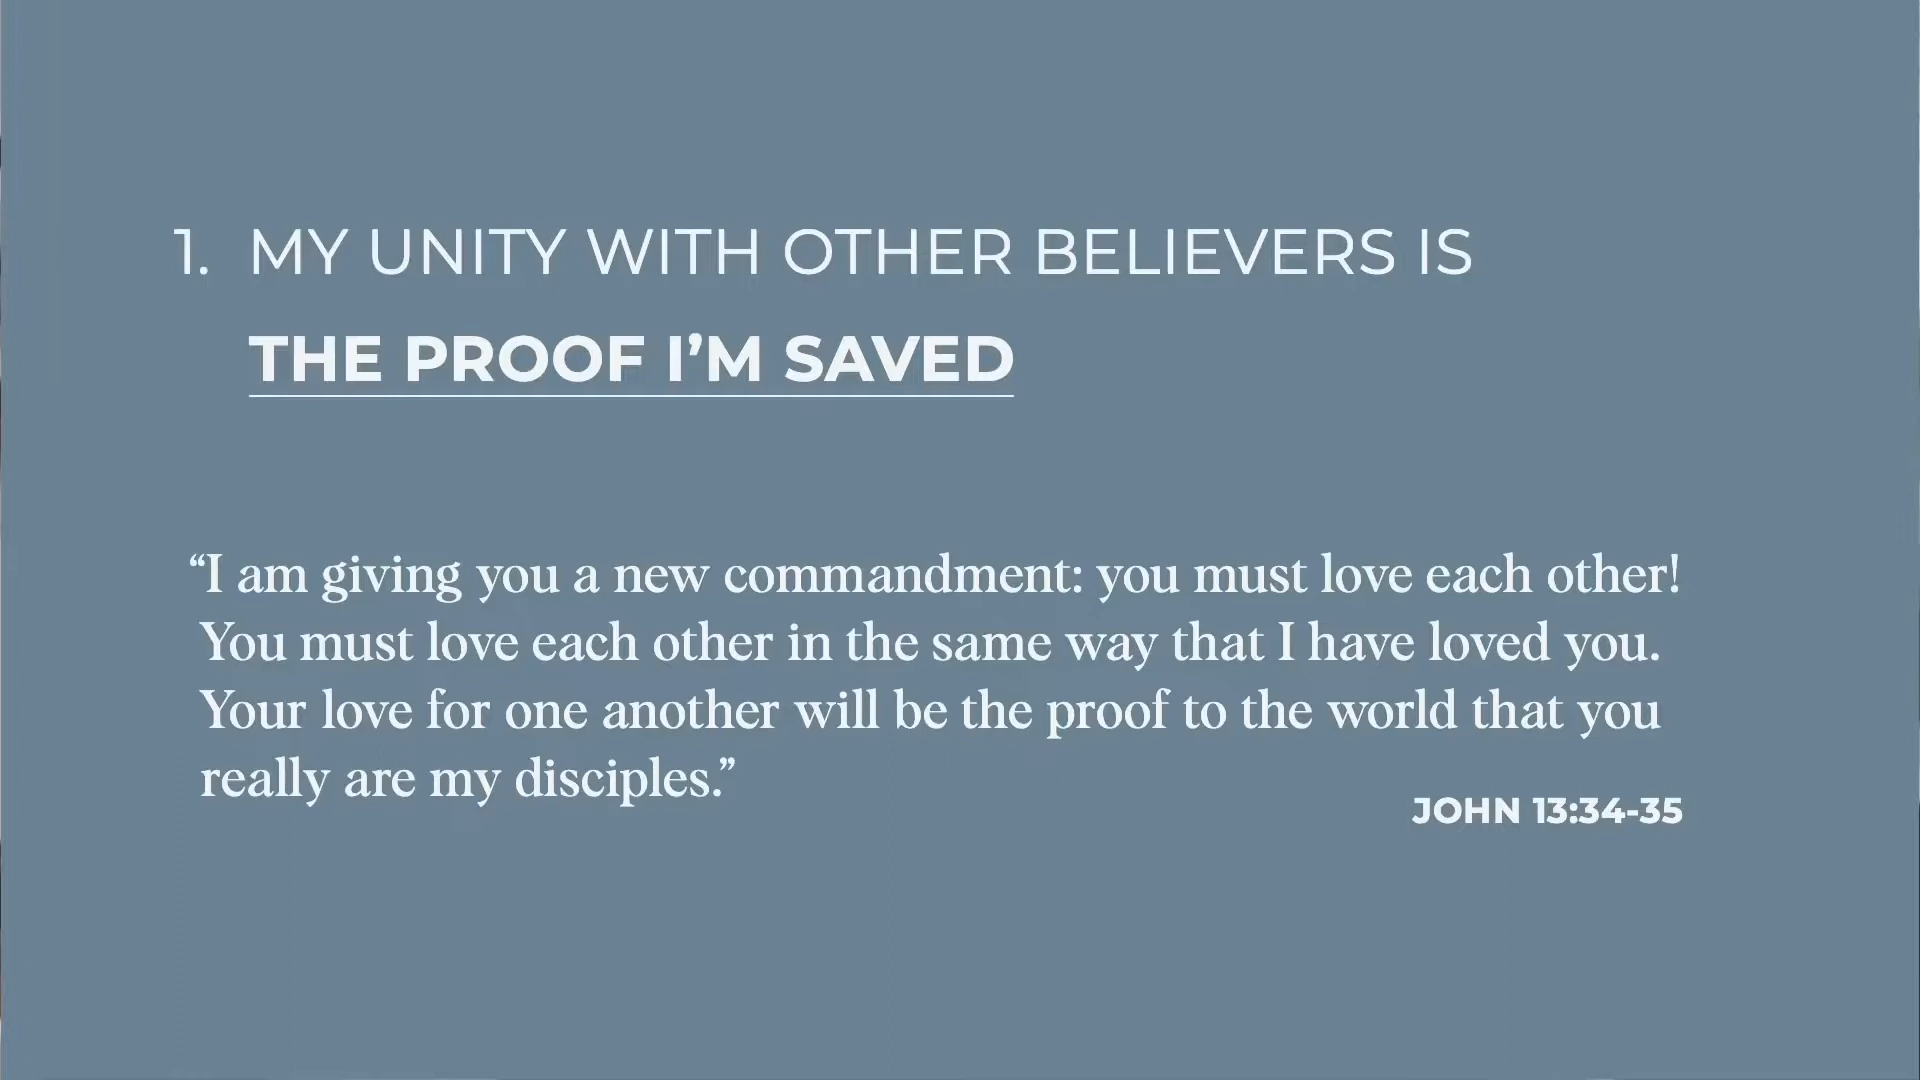 1. MY UNITY WITH OTHER BELIEVERS IS
THE PROOF I’M SAVED
“I am giving you a new commandment: you must love each other!
You must love each other in the same way that I have loved you.
Your love for one another will be the proof to the world that you
really are my disciples.”
JOHN 13:34-35